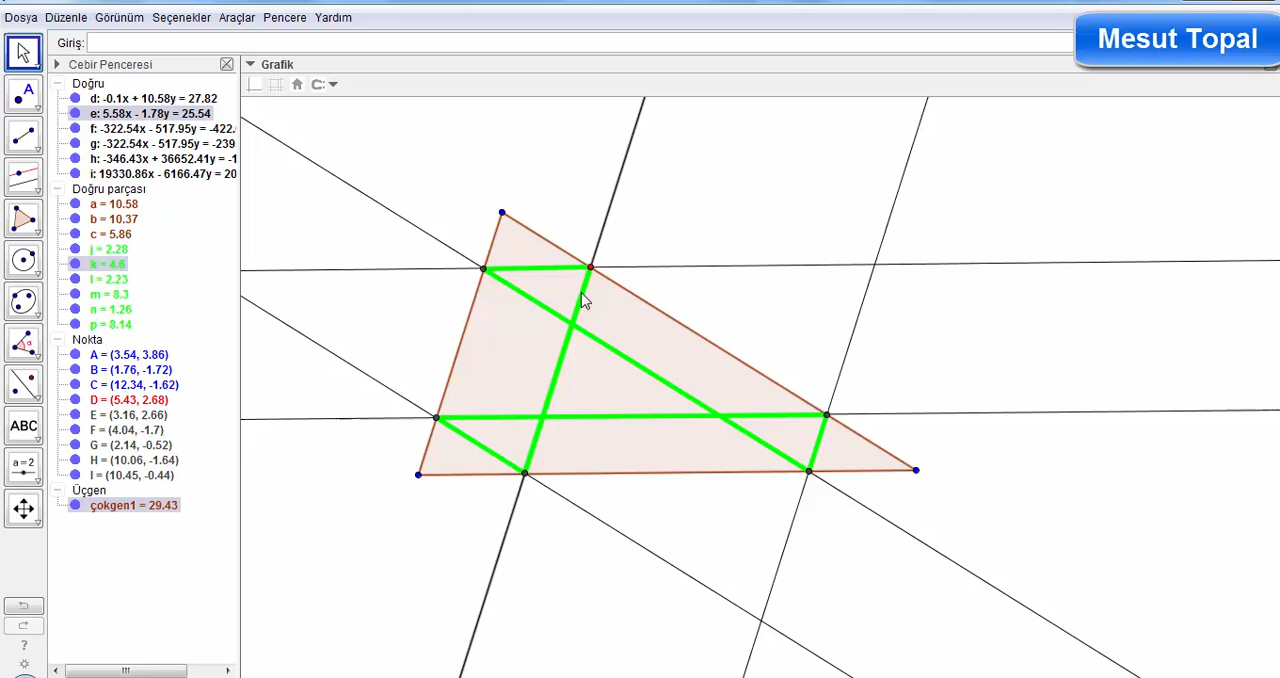 Dosya Düzenle Görünüm Seçenekler Araçlar Pencere Yardım
Mesut Topal
Giriş:
Cebir Penceresi
Grafik
Doğru
d: -0.1x + 10.58y = 27.82
e: 5.58x - 1.78y = 25.54
f: -322.54x - 517.95y = -422.
g: -322.54x - 517.95y = -239
h: -346.43x + 36652.41y = -1
i: 19330.86x - 6166.47y = 20
Doğru parçası
a = 10.58
b = 10.37
c = 5.86
j = 2.28
k = 4.6
l = 2.23
m = 8.3
n = 1.26
p = 8.14
Nokta
A = (3.54, 3.86)
B = (1.76, -1.72)
C = (12.34, -1.62)
D = (5.43, 2.68)
E = (3.16, 2.66)
F = (4.04, -1.7)
G = (2.14, -0.52)
H = (10.06, -1.64)
I = (10.45, -0.44)
Üçgen
çokgen1 = 29.43
A
α
ABC
a=2
?